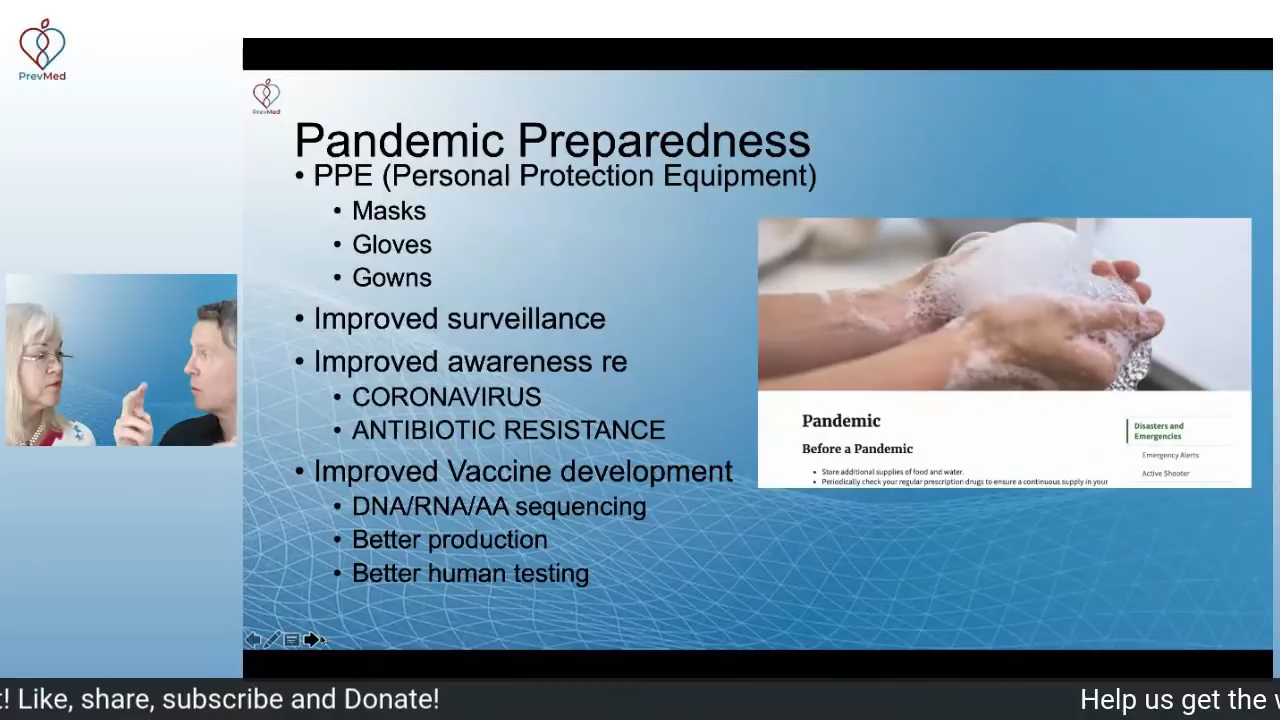 PrevMed
PrevMed
Pandemic Preparedness
• PPE (Personal Protection Equipment)
• Masks
• Gloves
• Gowns
• Improved surveillance
• Improved awareness re
• CORONAVIRUS
• ANTIBIOTIC RESISTANCE
• Improved Vaccine development
• DNA/RNA/AA sequencing
• Better production
• Better human testing
Pandemic
Before a Pandemic
• Store additional supplies of food and water.
• Periodically check your regular prescription drugs to ensure a continuous supply in your
Disasters and
Emergencies
Emergency Alerts
Active Shooter
! Like, share, subscribe and Donate!
Help us get the